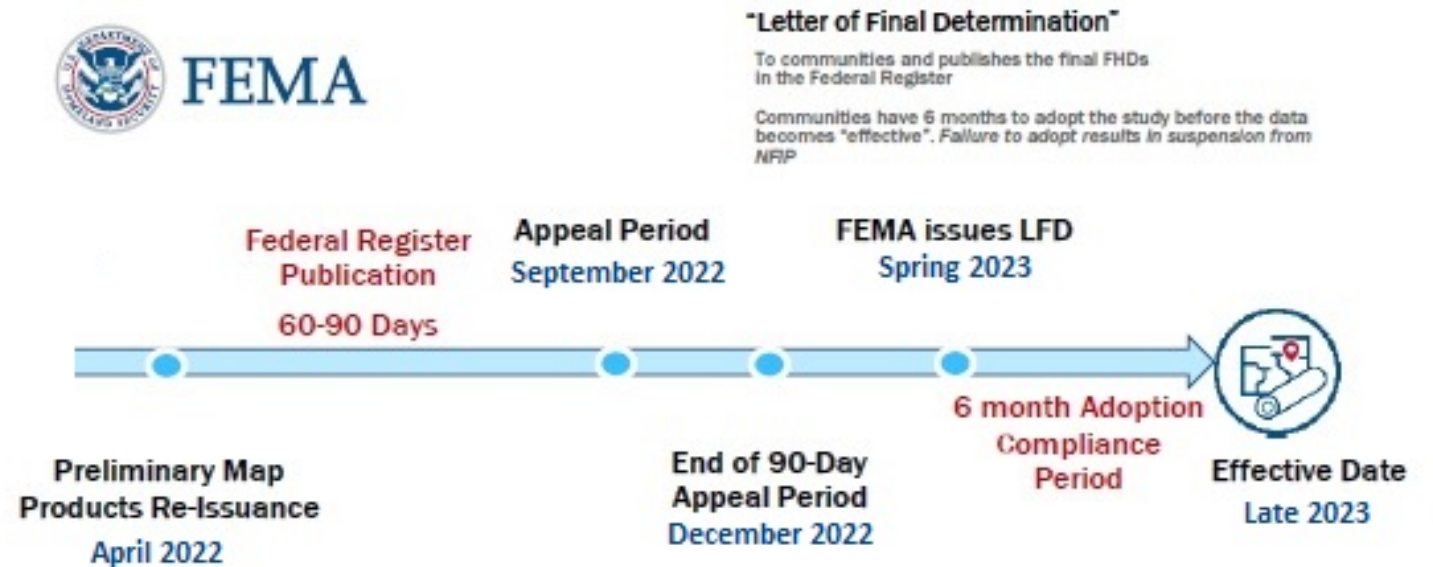 FEMA
U.S. DEPARTMENT OF
HOMELAND SECURITY
"Letter of Final Determination"
To communities and publishes the final FHDs
in the Federal Register
Communities have 6 months to adopt the study before the data
becomes "effective". Failure to adopt results in suspension from
NFIP
Federal Register
Publication
60-90 Days
Appeal Period
September 2022
FEMA issues LFD
Spring 2023
Preliminary Map
Products Re-Issuance
April 2022
End of 90-Day
Appeal Period
December 2022
6 month Adoption
Compliance
Period
Effective Date
Late 2023